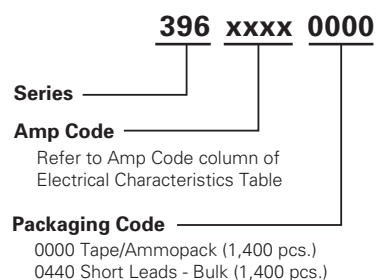 396 xxxx 0000
Series
Amp Code
Refer to Amp Code column of
Electrical Characteristics Table
Packaging Code
0000 Tape/Ammopack (1,400 pcs.)
0440 Short Leads - Bulk (1,400 pcs.)